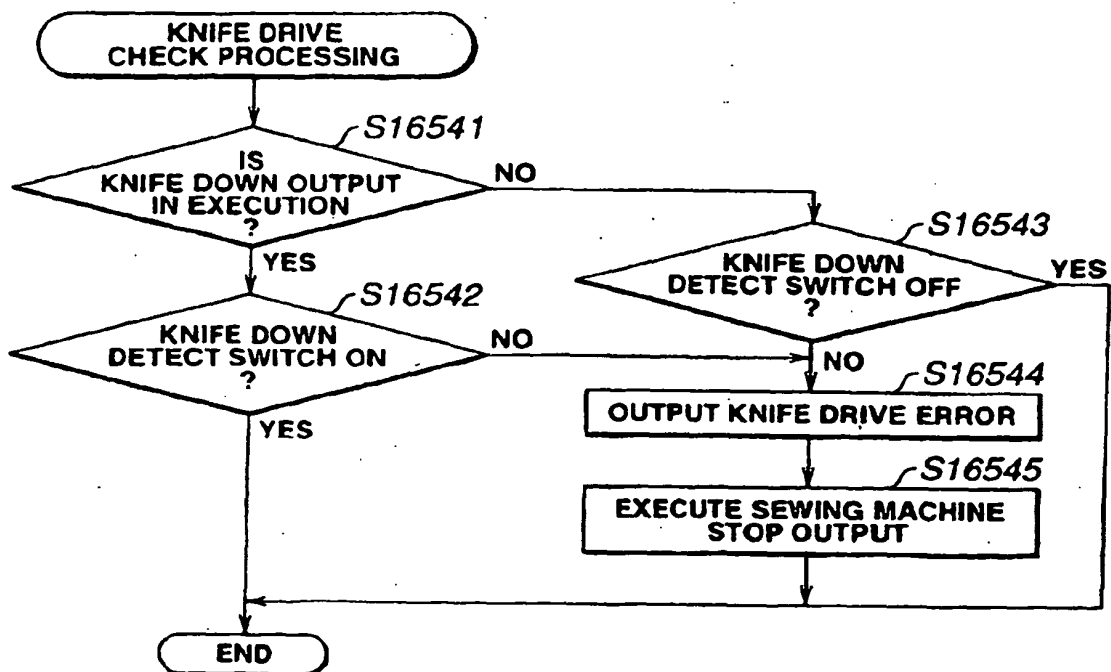 KNIFE DRIVE
CHECK PROCESSING
S16541
IS
KNIFE DOWN OUTPUT
IN EXECUTION
?
NO
YES
S16542
KNIFE DOWN
DETECT SWITCH ON
?
NO
YES
S16543
KNIFE DOWN
DETECT SWITCH OFF
?
YES
NO
S16544
OUTPUT KNIFE DRIVE ERROR
S16545
EXECUTE SEWING MACHINE
STOP OUTPUT
END